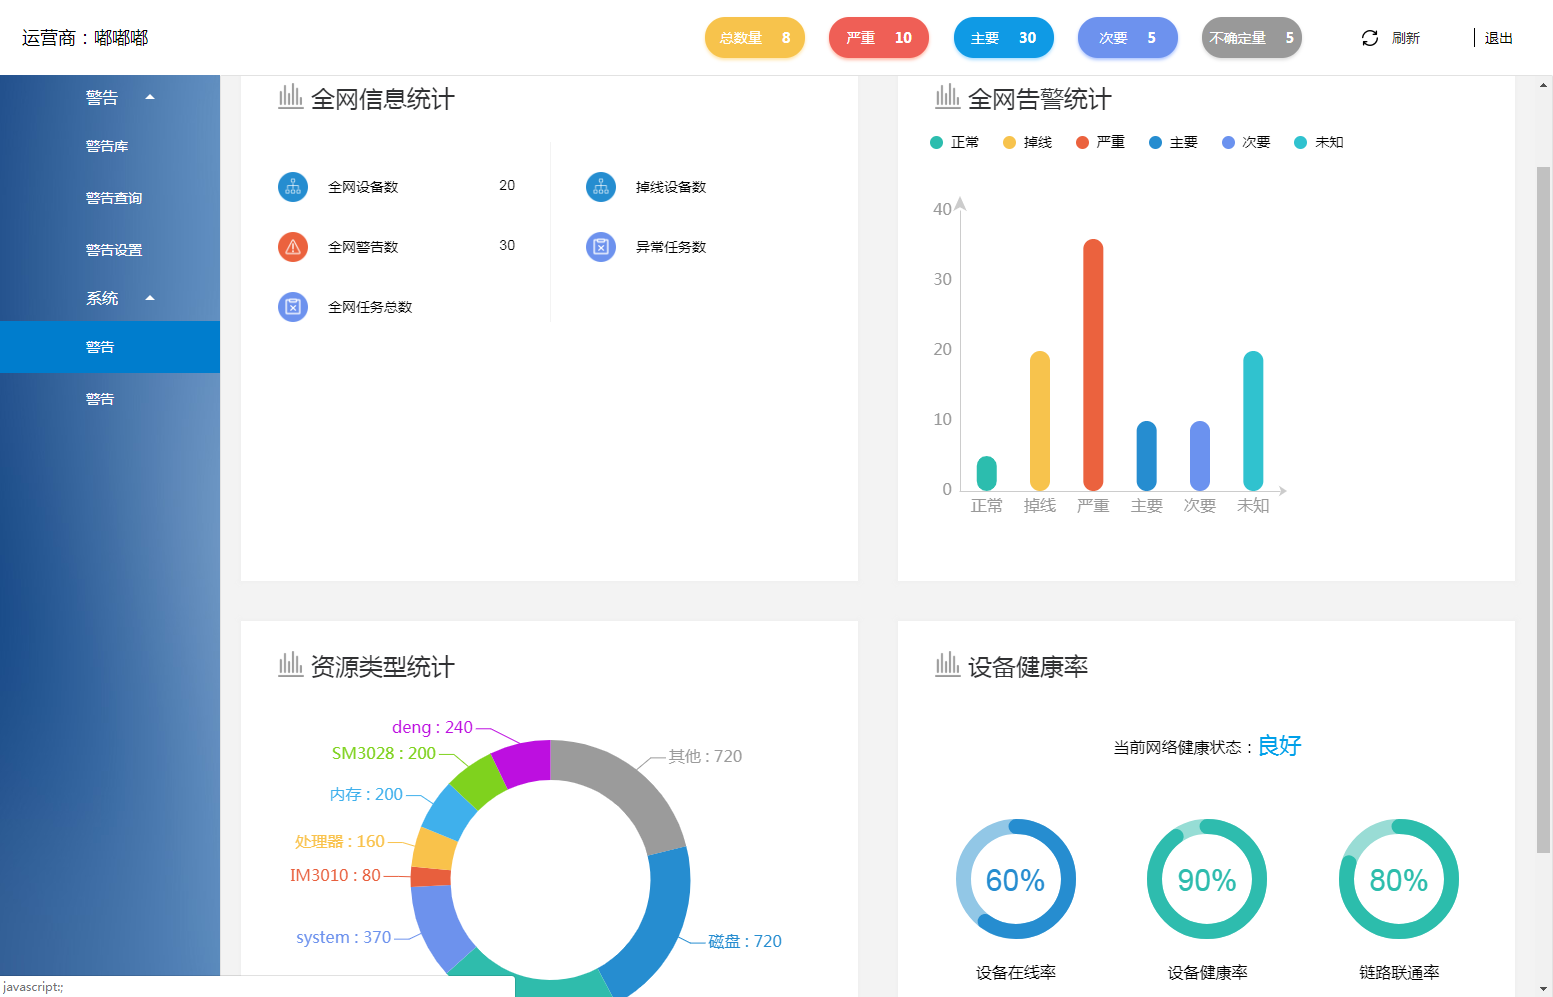 运营商：嘟嘟嘟
总数量 8
严重 10
主要 30
次要 5
不确定量 5
刷新
退出
警告
警告库
警告查询
警告设置
系统
警告
警告
全网信息统计
全网设备数 20
掉线设备数
全网警告数 30
异常任务数
全网任务总数
全网告警统计
正常 掉线 严重 主要 次要 未知
40
30
20
10
0
正常 掉线 严重 主要 次要 未知
资源类型统计
deng : 240
SM3028 : 200
内存 : 200
处理器 : 160
IM3010 : 80
system : 370
其他 : 720
磁盘 : 720
设备健康率
当前网络健康状态：良好
60% 90% 80%
设备在线率 设备健康率 链路联通率
javascript:;